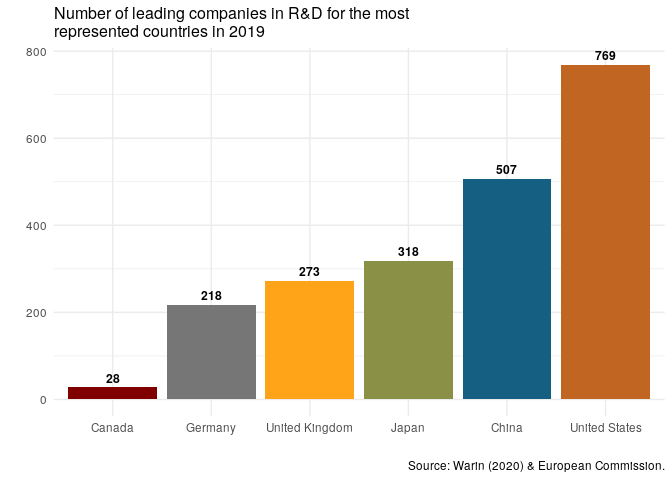 Number of leading companies in R&D for the most
represented countries in 2019
800
769
600
507
400
318
273
218
200
28
0
Canada Germany United Kingdom Japan China United States
Source: Warin (2020) & European Commission.